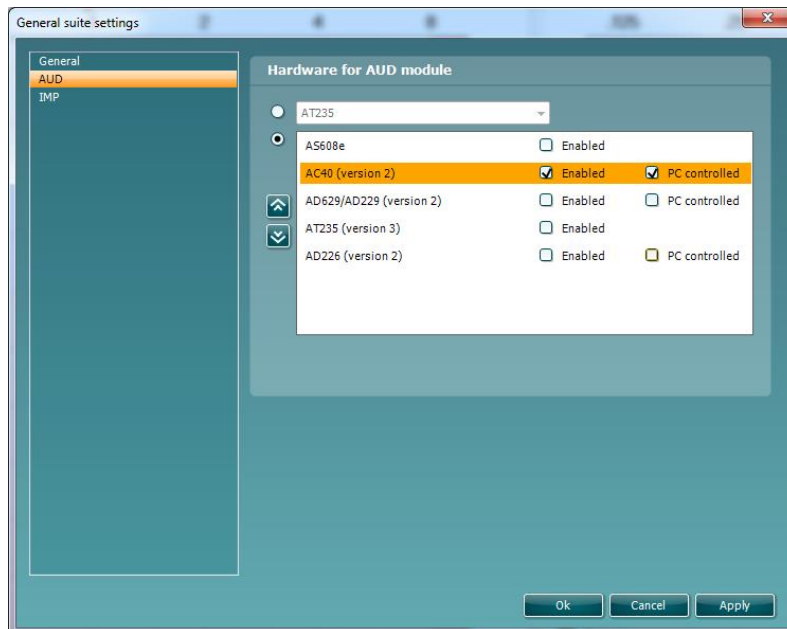 General suite settings
General
AUD
IMP
Hardware for AUD module
AT235
AS608e Enabled
AC40 (version 2) Enabled PC controlled
AD629/AD229 (version 2) Enabled PC controlled
AT235 (version 3) Enabled
AD226 (version 2) Enabled PC controlled
Ok Cancel Apply